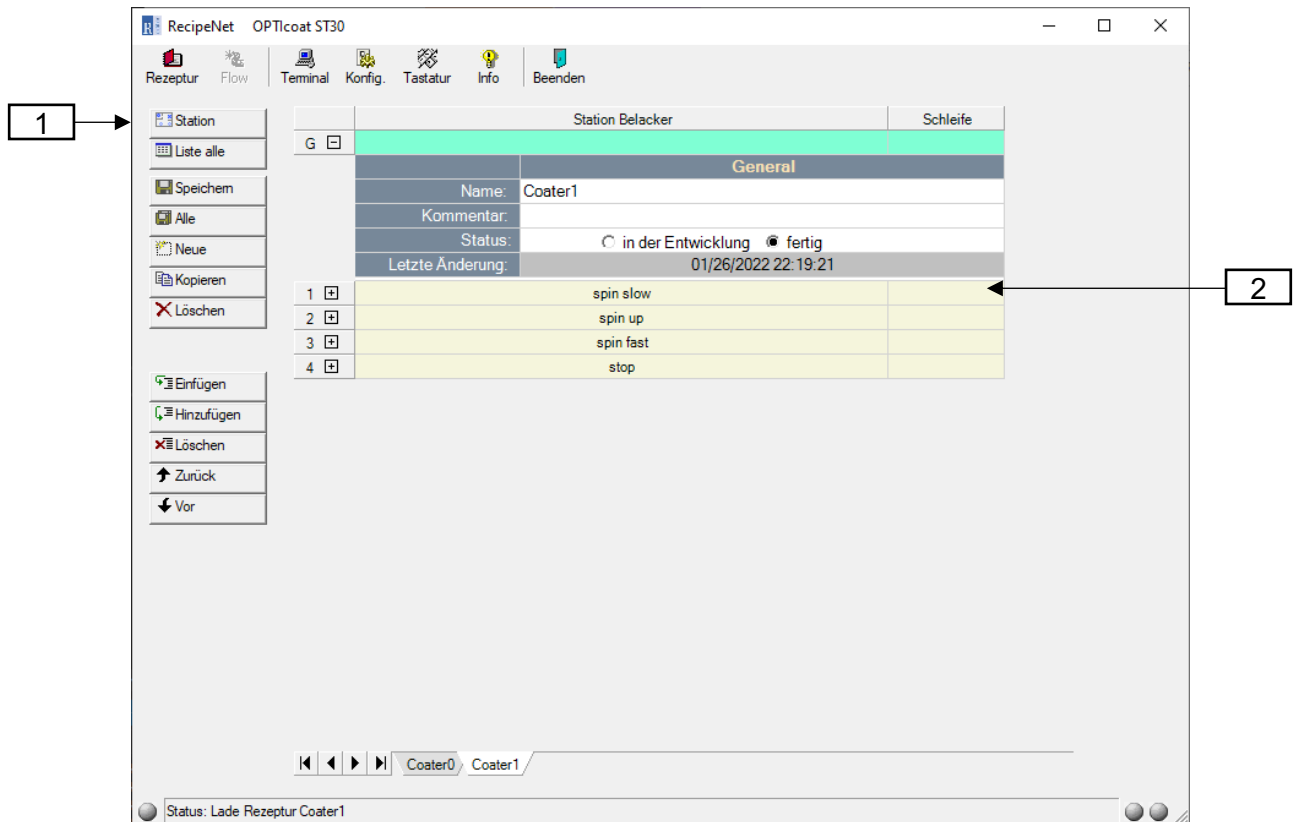 RecipeNet OPTIcoat ST30
Rezeptur Flow Terminal Konfig. Tastatur Info Beenden
1
Station
Liste alle
Speichern
Alle
Neue
Kopieren
Löschen
Einfügen
Hinzufügen
Löschen
Zurück
Vor
Station Belacker Schleife
G
General
Name: Coater1
Kommentar:
Status: in der Entwicklung fertig
Letzte Änderung: 01/26/2022 22:19:21
1 spin slow
2 spin up
3 spin fast
4 stop
2
Coater0 Coater1
Status: Lade Rezeptur Coater1